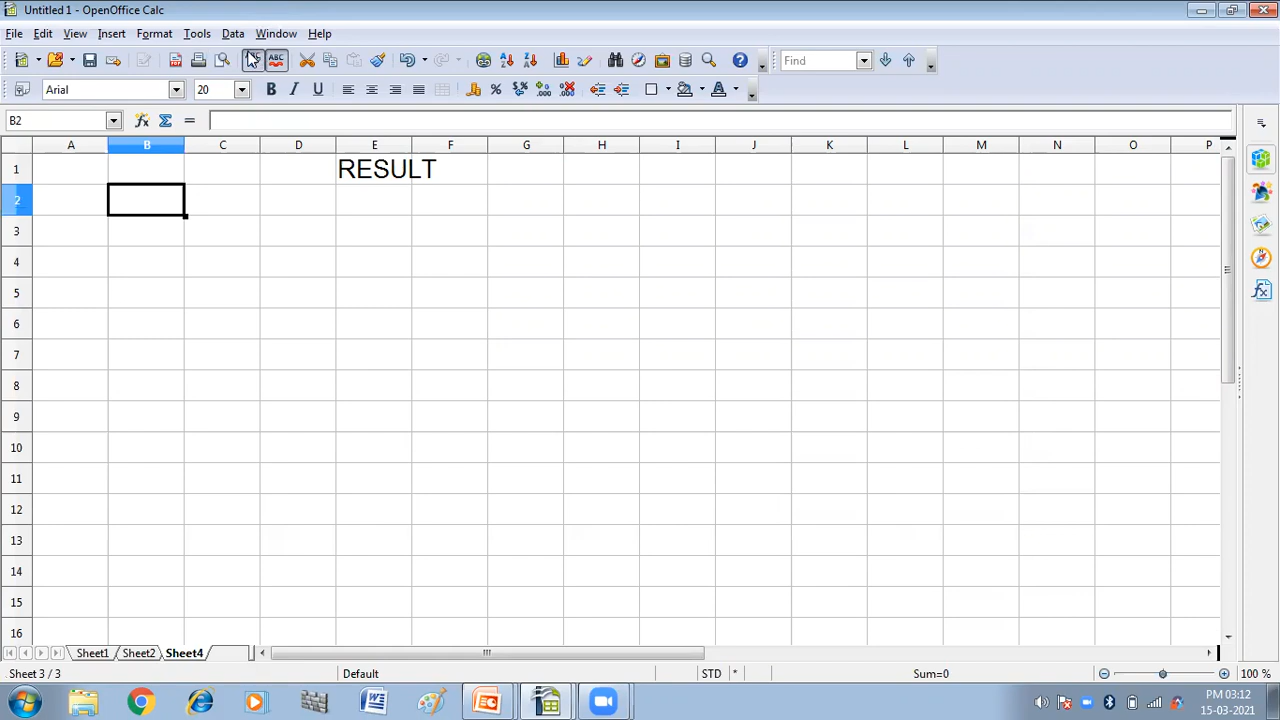 Untitled 1 - OpenOffice Calc
File Edit View Insert Format Tools Data Window Help
ABC Find
Arial 20
B2
A B C D E F G H I J K L M N O P
1 RESULT
2
3
4
5
6
7
8
9
10
11
12
13
14
15
16
Sheet1 Sheet2 Sheet4
Sheet 3 / 3 Default STD * Sum=0 100 %
PM 03:12
15-03-2021